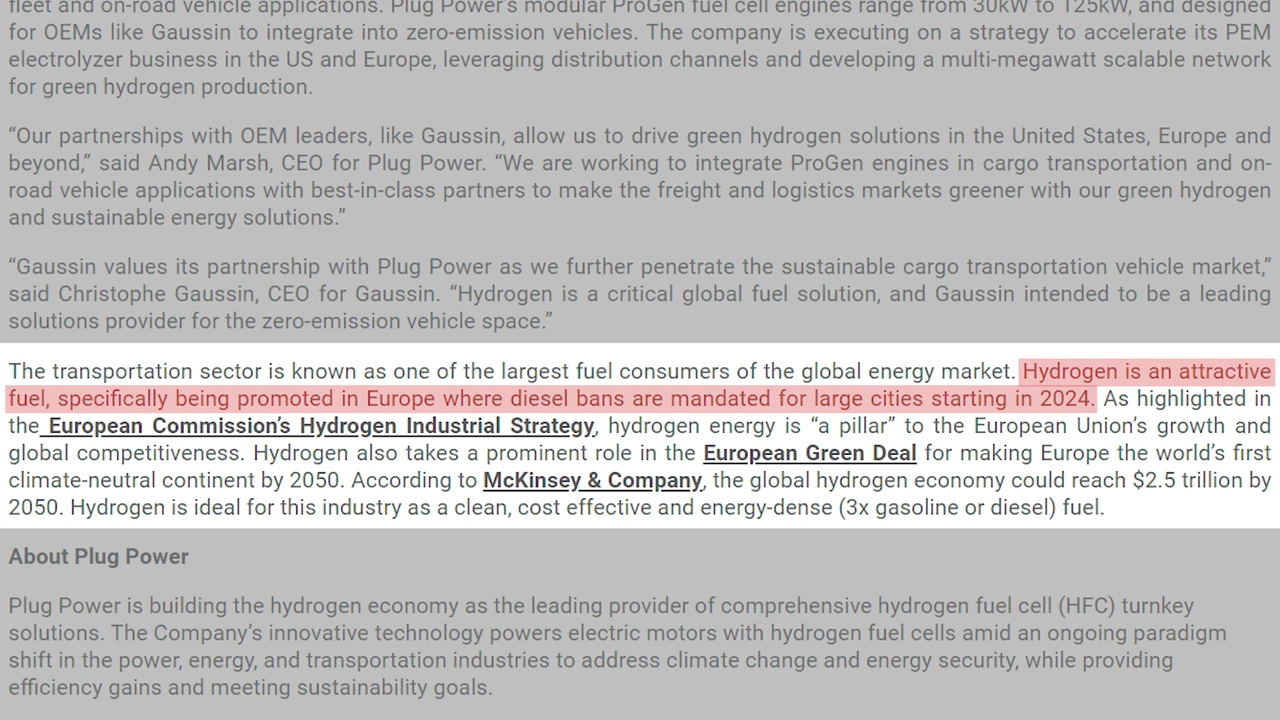 fleet and on-road vehicle applications. Plug Power's modular ProGen fuel cell engines range from 30kW to 125kW, and designed
for OEMs like Gaussin to integrate into zero-emission vehicles. The company is executing on a strategy to accelerate its PEM
electrolyzer business in the US and Europe, leveraging distribution channels and developing a multi-megawatt scalable network
for green hydrogen production.
“Our partnerships with OEM leaders, like Gaussin, allow us to drive green hydrogen solutions in the United States, Europe and
beyond,” said Andy Marsh, CEO for Plug Power. “We are working to integrate ProGen engines in cargo transportation and on-
road vehicle applications with best-in-class partners to make the freight and logistics markets greener with our green hydrogen
and sustainable energy solutions.”
“Gaussin values its partnership with Plug Power as we further penetrate the sustainable cargo transportation vehicle market,”
said Christophe Gaussin, CEO for Gaussin. “Hydrogen is a critical global fuel solution, and Gaussin intended to be a leading
solutions provider for the zero-emission vehicle space.”
The transportation sector is known as one of the largest fuel consumers of the global energy market. Hydrogen is an attractive
fuel, specifically being promoted in Europe where diesel bans are mandated for large cities starting in 2024. As highlighted in
the European Commission’s Hydrogen Industrial Strategy, hydrogen energy is “a pillar” to the European Union’s growth and
global competitiveness. Hydrogen also takes a prominent role in the European Green Deal for making Europe the world’s first
climate-neutral continent by 2050. According to McKinsey & Company, the global hydrogen economy could reach $2.5 trillion by
2050. Hydrogen is ideal for this industry as a clean, cost effective and energy-dense (3x gasoline or diesel) fuel.
About Plug Power
Plug Power is building the hydrogen economy as the leading provider of comprehensive hydrogen fuel cell (HFC) turnkey
solutions. The Company’s innovative technology powers electric motors with hydrogen fuel cells amid an ongoing paradigm
shift in the power, energy, and transportation industries to address climate change and energy security, while providing
efficiency gains and meeting sustainability goals.